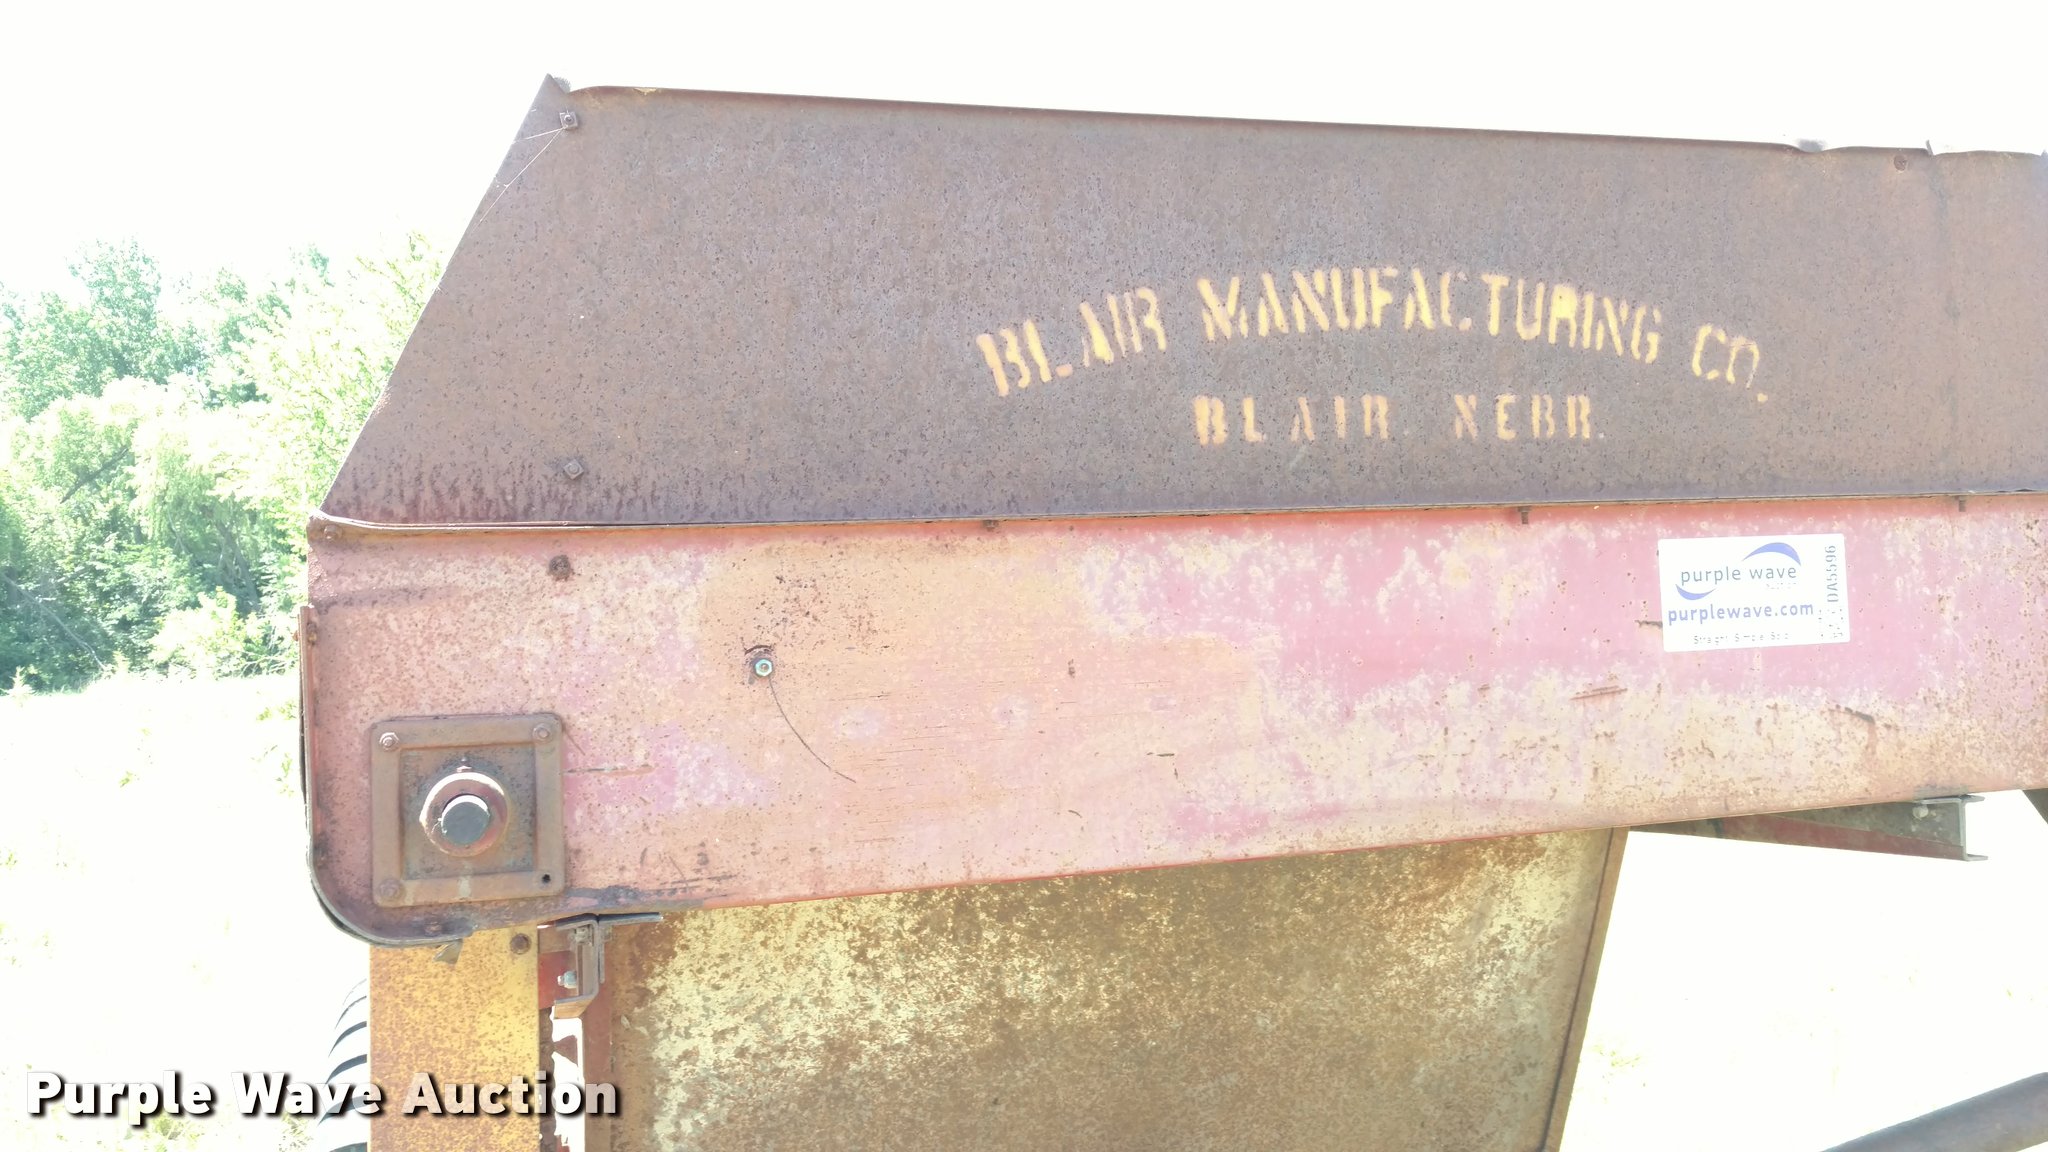 BLAIR MANUFACTURING CO.
BLAIR. NEBR.
purple wave
purplewave.com
DA5596
Purple Wave Auction